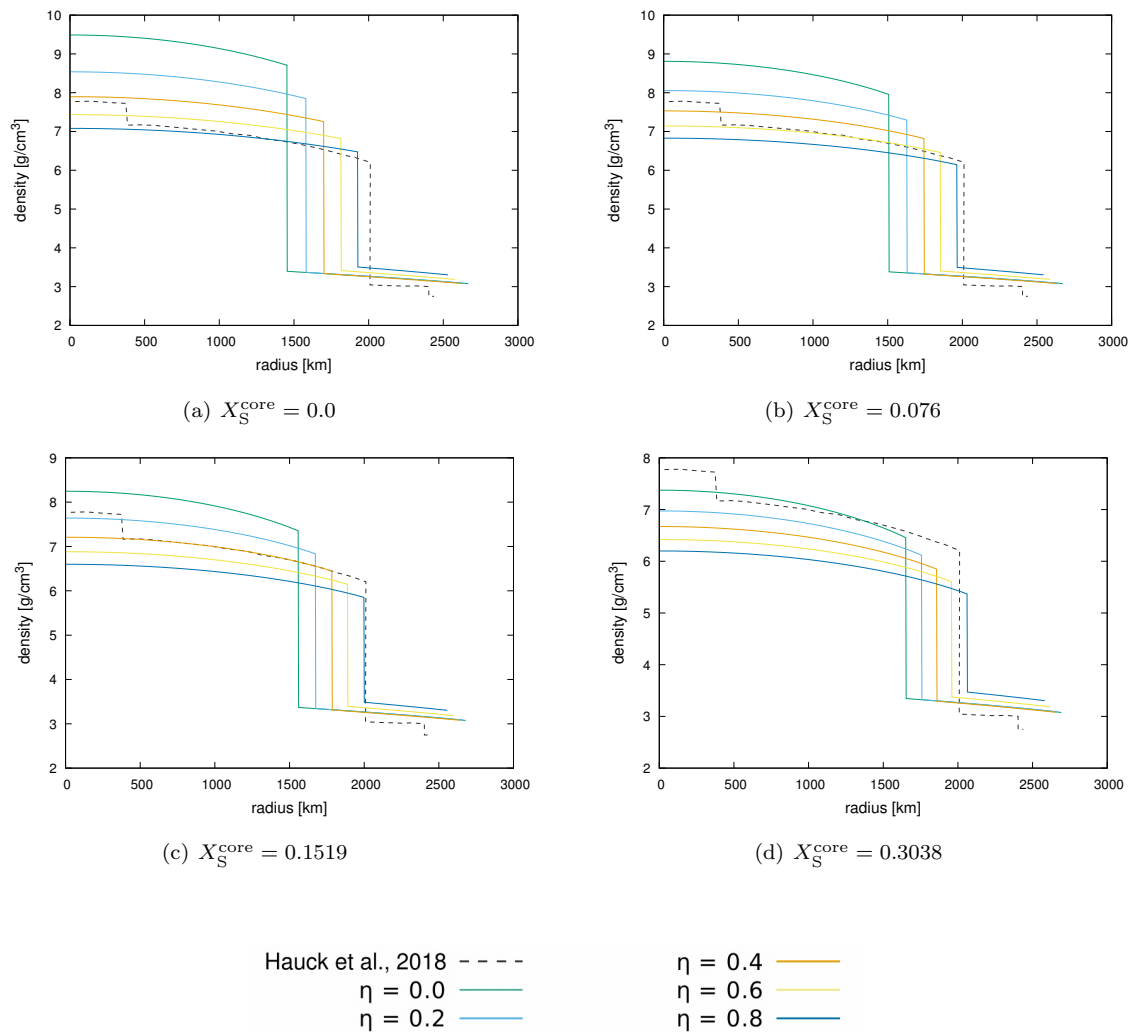 10
9
8
7
6
5
4
3
2
density [g/cm³]
0 500 1000 1500 2000 2500 3000
radius [km]
(a) X_S^core = 0.0
10
9
8
7
6
5
4
3
2
density [g/cm³]
0 500 1000 1500 2000 2500 3000
radius [km]
(b) X_S^core = 0.076
9
8
7
6
5
4
3
2
density [g/cm³]
0 500 1000 1500 2000 2500 3000
radius [km]
(c) X_S^core = 0.1519
8
7
6
5
4
3
2
density [g/cm³]
0 500 1000 1500 2000 2500 3000
radius [km]
(d) X_S^core = 0.3038
Hauck et al., 2018
η = 0.0
η = 0.2
η = 0.4
η = 0.6
η = 0.8